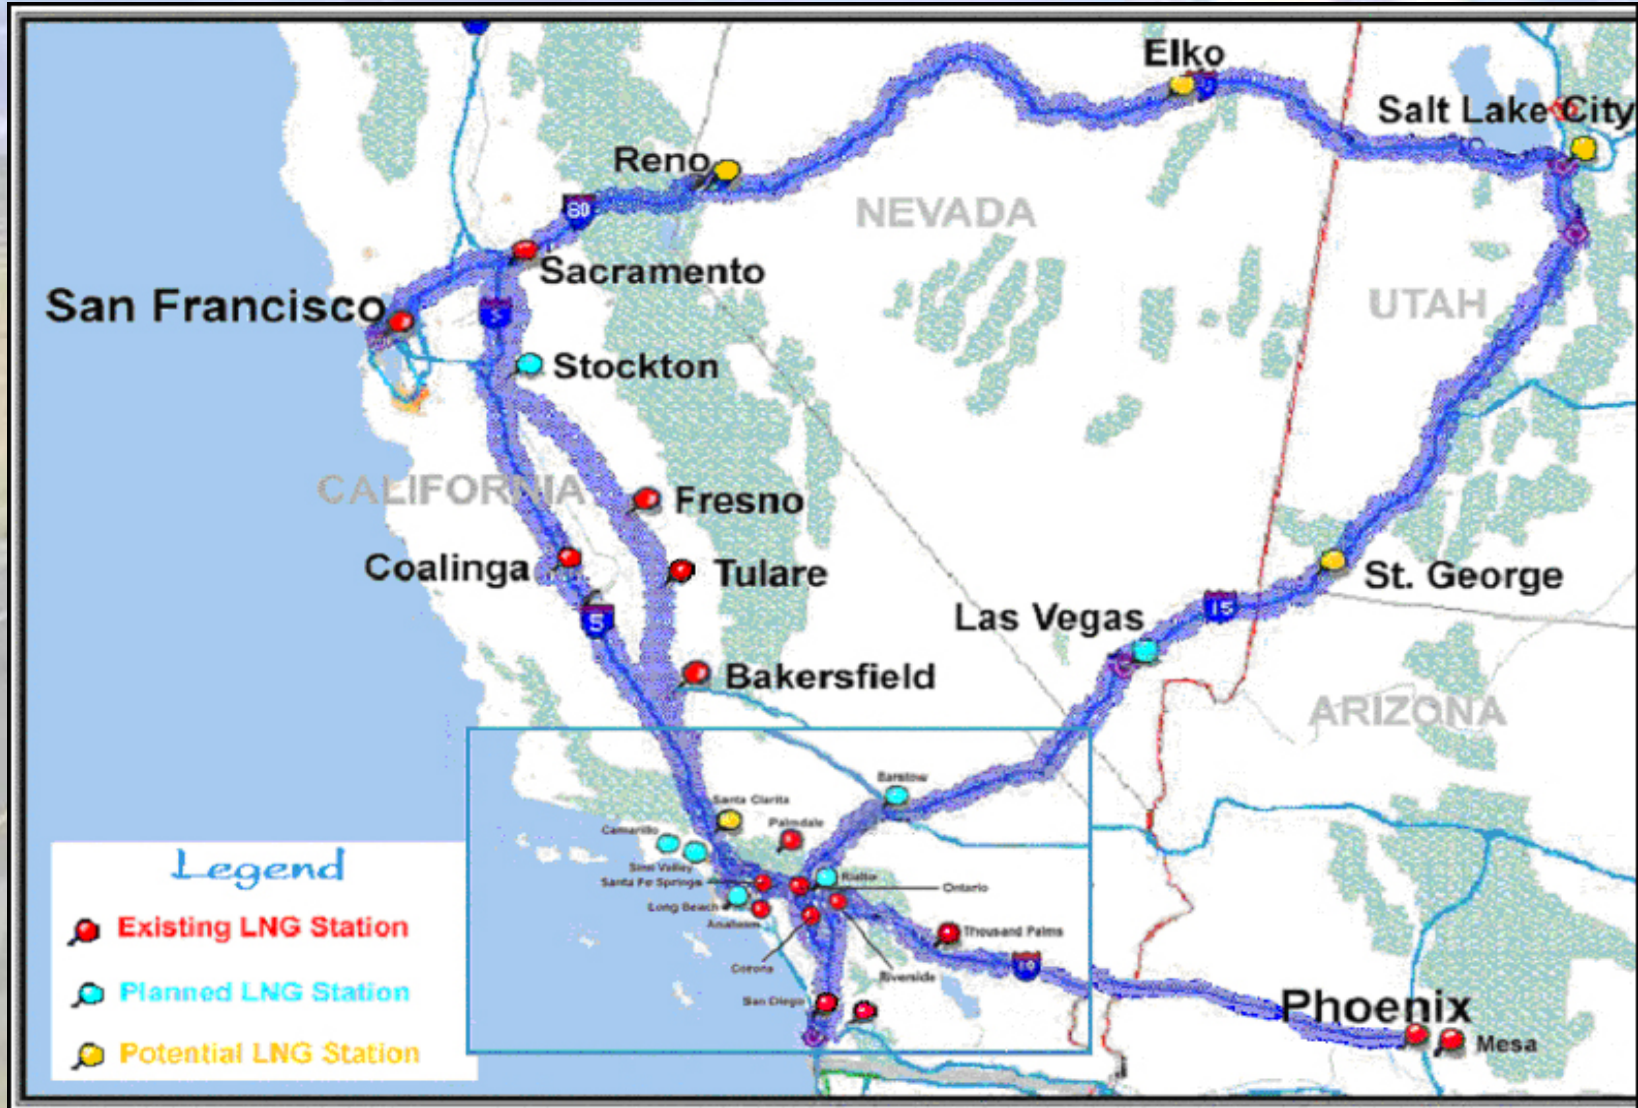 Elko
Salt Lake City
Reno
NEVADA
80
Sacramento
San Francisco
UTAH
5
Stockton
CALIFORNIA
Fresno
Coalinga
Tulare
St. George
15
Las Vegas
5
Bakersfield
ARIZONA
Barstow
Santa Clarita
Palmdale
Camarillo
Simi Valley
Rialto
Santa Fe Springs
Ontario
Long Beach
Anaheim
Thousand Palms
Corona
Riverside
10
San Diego
Phoenix
Mesa
Legend
Existing LNG Station
Planned LNG Station
Potential LNG Station